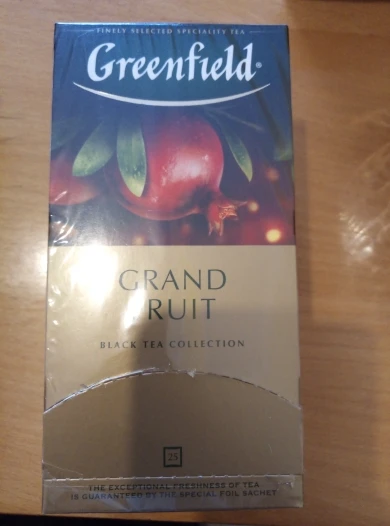 FINELY SELECTED SPECIALITY TEA
Greenfield®
GRAND
FRUIT
BLACK TEA COLLECTION
25
THE EXCEPTIONAL FRESHNESS OF TEA
IS GUARANTEED BY THE SPECIAL FOIL SACHET